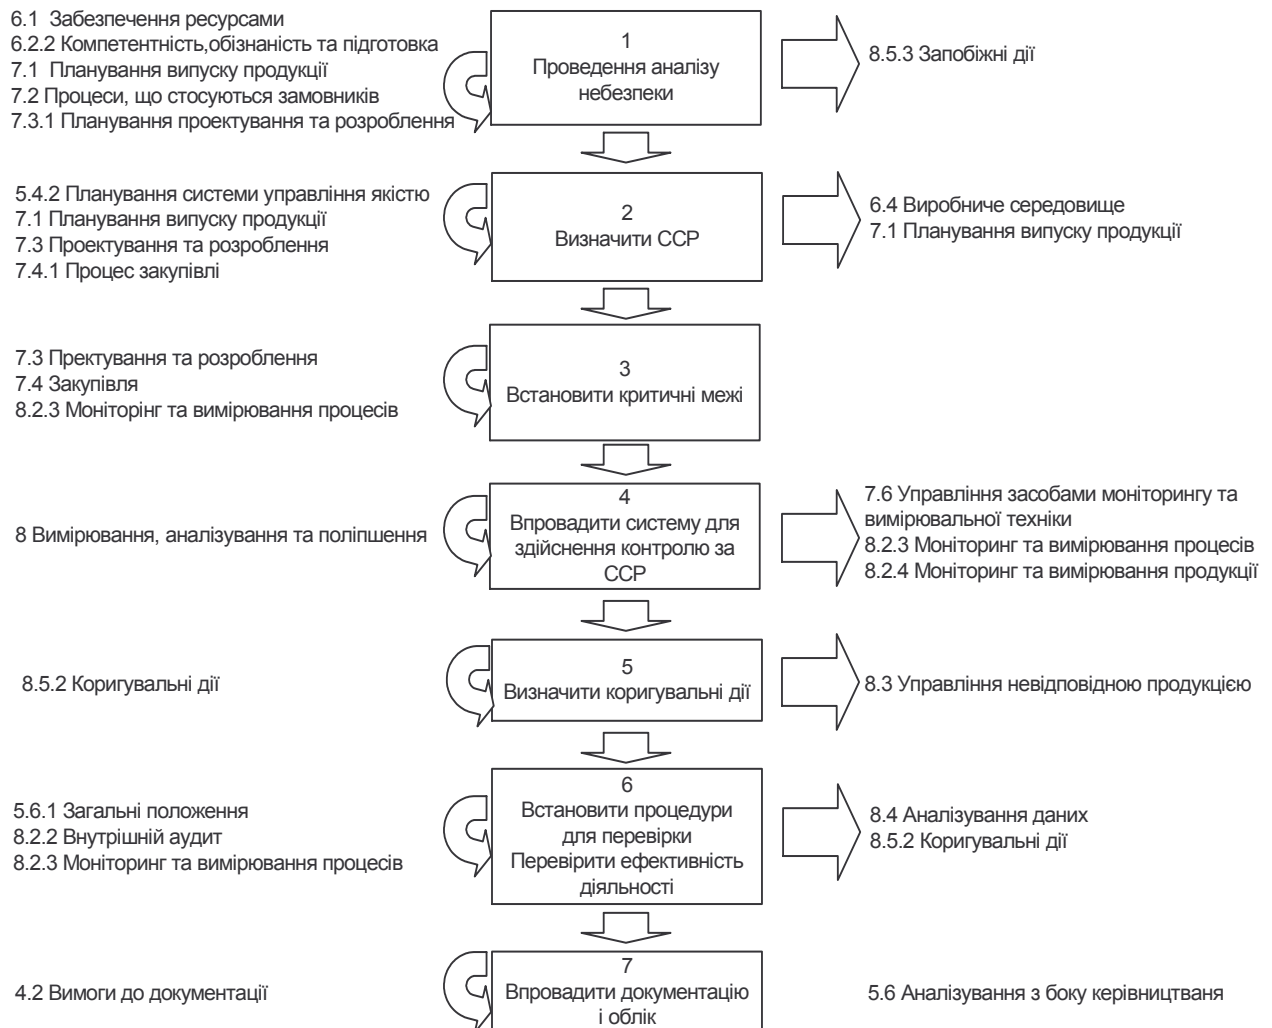 6.1 Забезпечення ресурсами
6.2.2 Компетентність,обізнаність та підготовка
7.1 Планування випуску продукції
7.2 Процеси, що стосуються замовників
7.3.1 Планування проектування та розроблення
1
Проведення аналізу
небезпеки
8.5.3 Запобіжні дії
5.4.2 Планування системи управління якістю
7.1 Планування випуску продукції
7.3 Проектування та розроблення
7.4.1 Процес закупівлі
2
Визначити ССР
6.4 Виробниче середовище
7.1 Планування випуску продукції
7.3 Пректування та розроблення
7.4 Закупівля
8.2.3 Моніторінг та вимірювання процесів
3
Встановити критичні межі
8 Вимірювання, аналізування та поліпшення
4
Впровадити систему для
здійснення контролю за
ССР
7.6 Управління засобами моніторингу та
вимірювальної техніки
8.2.3 Моніторинг та вимірювання процесів
8.2.4 Моніторинг та вимірювання продукції
8.5.2 Коригувальні дії
5
Визначити коригувальні дії
8.3 Управління невідповідною продукцією
5.6.1 Загальні положення
8.2.2 Внутрішній аудит
8.2.3 Моніторинг та вимірювання процесів
6
Встановити процедури
для перевірки
Перевірити ефективність
діяльності
8.4 Аналізування даних
8.5.2 Коригувальні дії
4.2 Вимоги до документації
7
Впровадити документацію
і облік
5.6 Аналізування з боку керівництваня